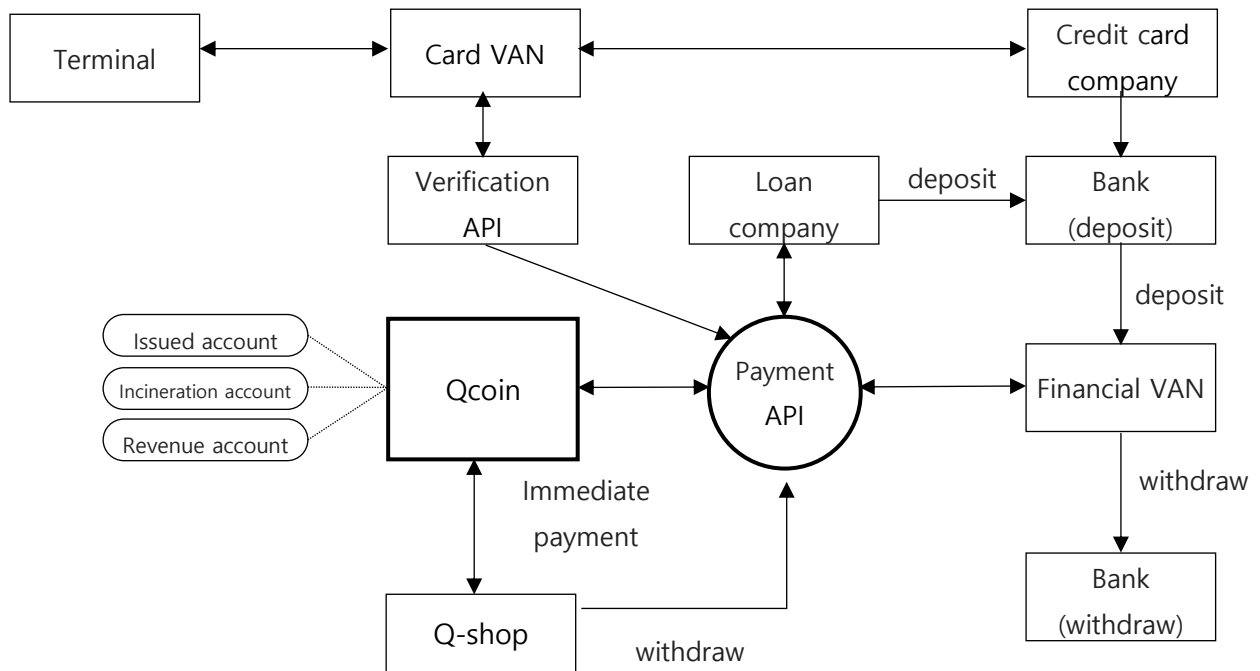 Terminal
Card VAN
Credit card
company
Verification
API
Loan
company
deposit
Bank
(deposit)
deposit
Issued account
Incineration account
Revenue account
Qcoin
Payment
API
Financial VAN
Immediate
payment
withdraw
Q-shop
withdraw
Bank
(withdraw)